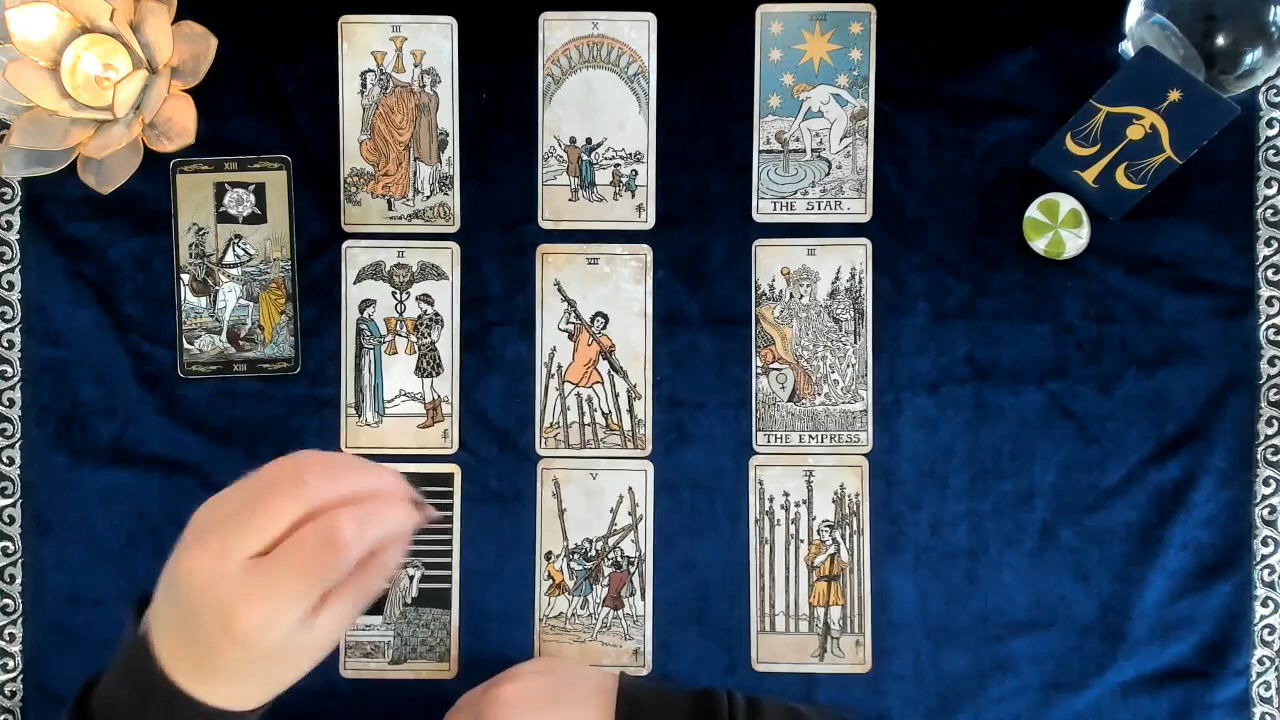 III
X
XVII
THE STAR.
XIII
XIII
II
VII
III
THE EMPRESS.
V
IX